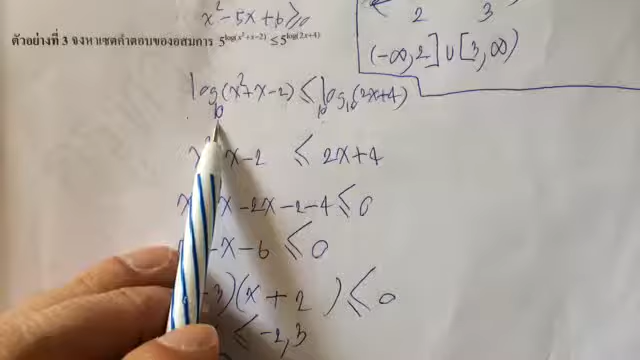 x² - 5x + 6 ≥ 0
2 3
(-∞, 2] ∪ [3, ∞)
ตัวอย่างที่ 3 จงหาเซตคำตอบของอสมการ 5^log(x²+x−2) ≤ 5^log(2x+4)
log₁₀(x²+x-2) ≤ log₁₀(2x+4)
x-2 ≤ 2x+4
x -2x-2-4 ≤ 0
-x-6 ≤ 0
-3)(x+2) ≤ 0
≤ -2,3